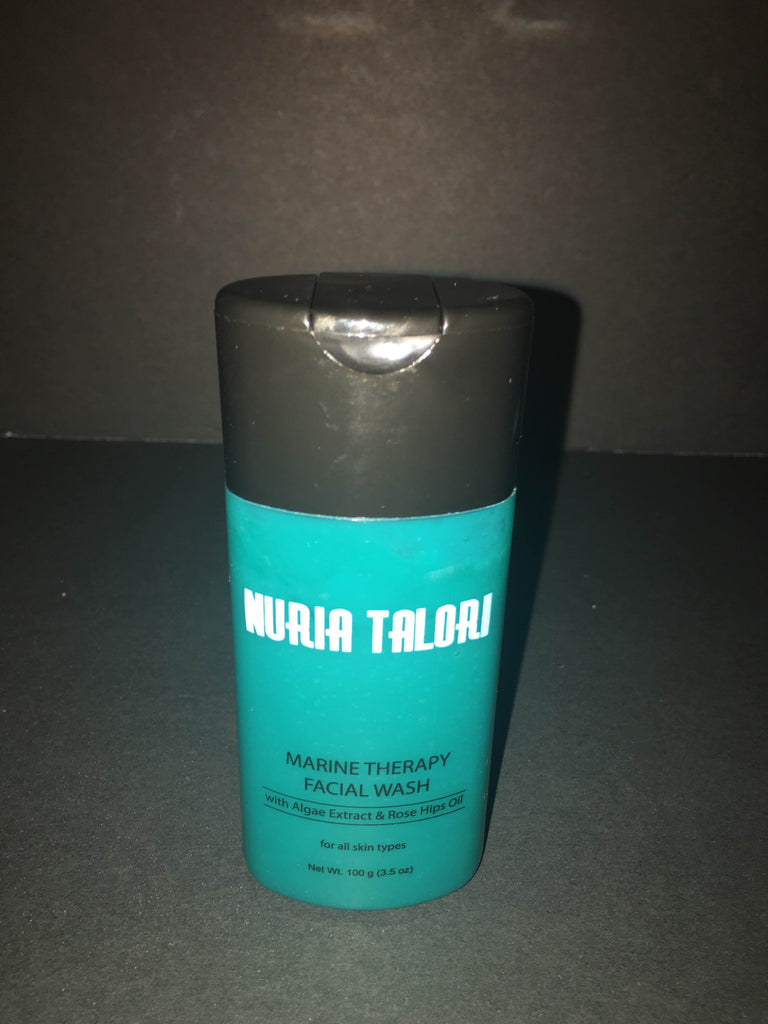 NURIA TALORI
MARINE THERAPY
FACIAL WASH
with Algae Extract & Rose Hips Oil
for all skin types
Net Wt. 100 g (3.5 oz)